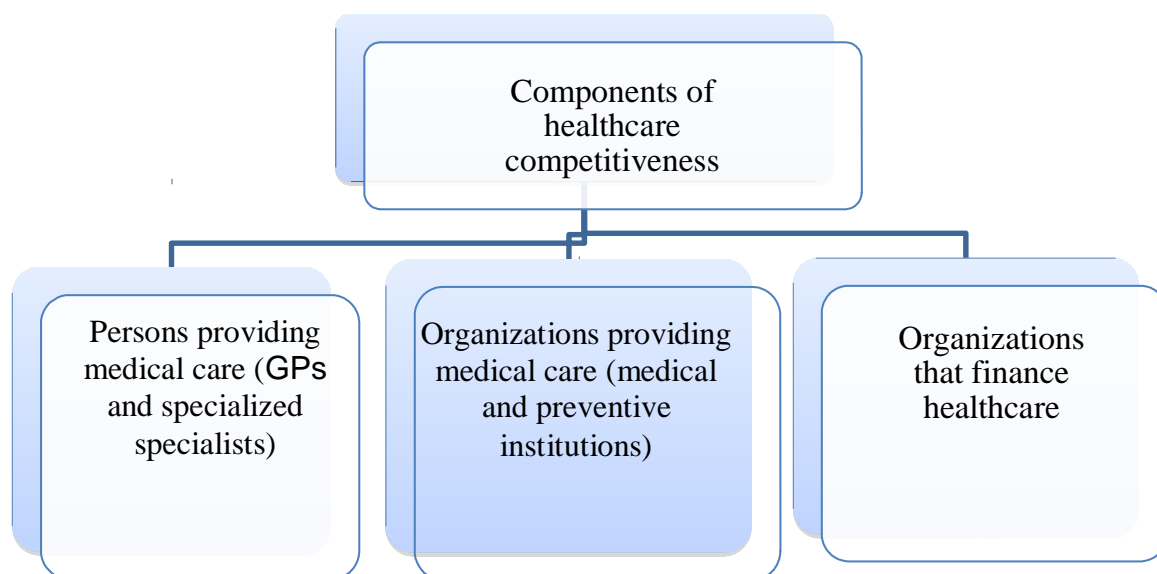 Components of
healthcare
competitiveness
Persons providing
medical care (GPs
and specialized
specialists)
Organizations providing
medical care (medical
and preventive
institutions)
Organizations
that finance
healthcare